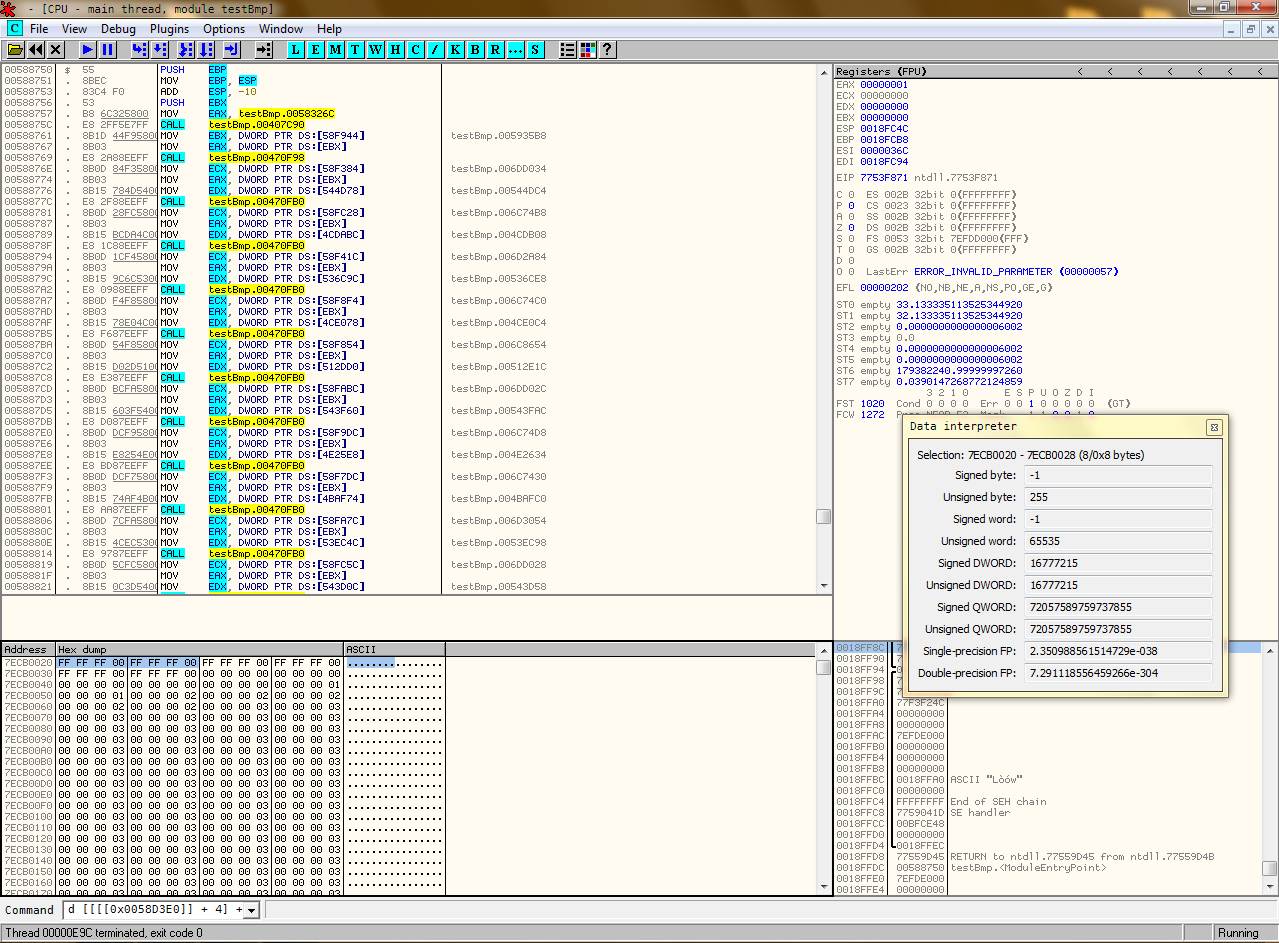 - [CPU - main thread, module testBmp]
C File View Debug Plugins Options Window Help
L E M T W H C / K B R ... S ?
00588750 $ 55 PUSH EBP
00588751 . 8BEC MOV EBP, ESP
00588753 . 83C4 F0 ADD ESP, -10
00588756 . 53 PUSH EBX
00588757 . B8 6C325800 MOV EAX, testBmp.0058326C
0058875C . E8 2FF5E7FF CALL testBmp.00407C90
00588761 . 8B1D 44F95800 MOV EBX, DWORD PTR DS:[58F944] testBmp.005935B8
00588767 . 8B03 MOV EAX, DWORD PTR DS:[EBX]
00588769 . E8 2A88EEFF CALL testBmp.00470F98
0058876E . 8B0D 84F35800 MOV ECX, DWORD PTR DS:[58F384] testBmp.006DD034
00588774 . 8B03 MOV EAX, DWORD PTR DS:[EBX]
00588776 . 8B15 784D5400 MOV EDX, DWORD PTR DS:[544D78] testBmp.00544DC4
0058877C . E8 2F88EEFF CALL testBmp.00470FB0
00588781 . 8B0D 28FC5800 MOV ECX, DWORD PTR DS:[58FC28] testBmp.006C74B8
00588787 . 8B03 MOV EAX, DWORD PTR DS:[EBX]
00588789 . 8B15 BCDA4C00 MOV EDX, DWORD PTR DS:[4CDABC] testBmp.004CDB08
0058878F . E8 1C88EEFF CALL testBmp.00470FB0
00588794 . 8B0D 1CF45800 MOV ECX, DWORD PTR DS:[58F41C] testBmp.006D2A84
0058879A . 8B03 MOV EAX, DWORD PTR DS:[EBX]
0058879C . 8B15 9C6C5300 MOV EDX, DWORD PTR DS:[536C9C] testBmp.00536CE8
005887A2 . E8 0988EEFF CALL testBmp.00470FB0
005887A7 . 8B0D F4F85800 MOV ECX, DWORD PTR DS:[58F8F4] testBmp.006C74C0
005887AD . 8B03 MOV EAX, DWORD PTR DS:[EBX]
005887AF . 8B15 78E04C00 MOV EDX, DWORD PTR DS:[4CE078] testBmp.004CE0C4
005887B5 . E8 F687EEFF CALL testBmp.00470FB0
005887BA . 8B0D 54F85800 MOV ECX, DWORD PTR DS:[58F854] testBmp.006C8654
005887C0 . 8B03 MOV EAX, DWORD PTR DS:[EBX]
005887C2 . 8B15 D02D5100 MOV EDX, DWORD PTR DS:[512DD0] testBmp.00512E1C
005887C8 . E8 E387EEFF CALL testBmp.00470FB0
005887CD . 8B0D BCFA5800 MOV ECX, DWORD PTR DS:[58FABC] testBmp.006DD02C
005887D3 . 8B03 MOV EAX, DWORD PTR DS:[EBX]
005887D5 . 8B15 603F5400 MOV EDX, DWORD PTR DS:[543F60] testBmp.00543FAC
005887DB . E8 D087EEFF CALL testBmp.00470FB0
005887E0 . 8B0D DCF95800 MOV ECX, DWORD PTR DS:[58F9DC] testBmp.006C74D8
005887E6 . 8B03 MOV EAX, DWORD PTR DS:[EBX]
005887E8 . 8B15 E8254E00 MOV EDX, DWORD PTR DS:[4E25E8] testBmp.004E2634
005887EE . E8 BD87EEFF CALL testBmp.00470FB0
005887F3 . 8B0D DCF75800 MOV ECX, DWORD PTR DS:[58F7DC] testBmp.006C7430
005887F9 . 8B03 MOV EAX, DWORD PTR DS:[EBX]
005887FB . 8B15 74AF4B00 MOV EDX, DWORD PTR DS:[4BAF74] testBmp.004BAFC0
00588801 . E8 AA87EEFF CALL testBmp.00470FB0
00588806 . 8B0D 7CFA5800 MOV ECX, DWORD PTR DS:[58FA7C] testBmp.006D3054
0058880C . 8B03 MOV EAX, DWORD PTR DS:[EBX]
0058880E . 8B15 4CEC5300 MOV EDX, DWORD PTR DS:[53EC4C] testBmp.0053EC98
00588814 . E8 9787EEFF CALL testBmp.00470FB0
00588819 . 8B0D 5CFC5800 MOV ECX, DWORD PTR DS:[58FC5C] testBmp.006DD028
0058881F . 8B03 MOV EAX, DWORD PTR DS:[EBX]
00588821 . 8B15 0C3D5400 MOV EDX, DWORD PTR DS:[543D0C] testBmp.00543D58
Registers (FPU) < < < < < < <
EAX 00000001
ECX 00000000
EDX 00000000
EBX 00000000
ESP 0018FC4C
EBP 0018FCB8
ESI 0000036C
EDI 0018FC94
EIP 7753F871 ntdll.7753F871
C 0 ES 002B 32bit 0(FFFFFFFF)
P 0 CS 0023 32bit 0(FFFFFFFF)
A 0 SS 002B 32bit 0(FFFFFFFF)
Z 0 DS 002B 32bit 0(FFFFFFFF)
S 0 FS 0053 32bit 7EFDD000(FFF)
T 0 GS 002B 32bit 0(FFFFFFFF)
D 0
O 0 LastErr ERROR_INVALID_PARAMETER (00000057)
EFL 00000202 (NO,NB,NE,A,NS,PO,GE,G)
ST0 empty 33.133335113525344920
ST1 empty 32.133335113525344920
ST2 empty 0.0000000000000006002
ST3 empty 0.0
ST4 empty 0.0000000000000006002
ST5 empty 0.0000000000000006002
ST6 empty 179382240.99999997260
ST7 empty 0.0390147268772124859
3 2 1 0 E S P U O Z D I
FST 1020 Cond 0 0 0 0 Err 0 0 1 0 0 0 0 0 (GT)
FCW 1272
Data interpreter
Selection: 7ECB0020 - 7ECB0028 (8/0x8 bytes)
Signed byte: -1
Unsigned byte: 255
Signed word: -1
Unsigned word: 65535
Signed DWORD: 16777215
Unsigned DWORD: 16777215
Signed QWORD: 72057589759737855
Unsigned QWORD: 72057589759737855
Single-precision FP: 2.350988561514729e-038
Double-precision FP: 7.291118556459266e-304
Address Hex dump ASCII
7ECB0020 FF FF FF 00 FF FF FF 00 FF FF FF 00 FF FF FF 00 ................
7ECB0030 FF FF FF 00 FF FF FF 00 00 00 00 00 00 00 00 00 ................
7ECB0040 00 00 00 00 00 00 00 00 00 00 00 00 00 00 00 01 ................
7ECB0050 00 00 00 01 00 00 00 02 00 00 00 02 00 00 00 02 ................
7ECB0060 00 00 00 02 00 00 00 02 00 00 00 03 00 00 00 03 ................
7ECB0070 00 00 00 03 00 00 00 03 00 00 00 03 00 00 00 03 ................
7ECB0080 00 00 00 03 00 00 00 03 00 00 00 03 00 00 00 03 ................
7ECB0090 00 00 00 03 00 00 00 03 00 00 00 03 00 00 00 03 ................
7ECB00A0 00 00 00 03 00 00 00 03 00 00 00 03 00 00 00 03 ................
7ECB00B0 00 00 00 03 00 00 00 03 00 00 00 03 00 00 00 03 ................
7ECB00C0 00 00 00 03 00 00 00 03 00 00 00 03 00 00 00 03 ................
7ECB00D0 00 00 00 03 00 00 00 03 00 00 00 03 00 00 00 03 ................
7ECB00E0 00 00 00 03 00 00 00 03 00 00 00 03 00 00 00 03 ................
7ECB00F0 00 00 00 03 00 00 00 03 00 00 00 03 00 00 00 03 ................
7ECB0100 00 00 00 03 00 00 00 03 00 00 00 03 00 00 00 03 ................
7ECB0110 00 00 00 03 00 00 00 03 00 00 00 03 00 00 00 03 ................
7ECB0120 00 00 00 03 00 00 00 03 00 00 00 03 00 00 00 03 ................
7ECB0130 00 00 00 03 00 00 00 03 00 00 00 03 00 00 00 03 ................
7ECB0140 00 00 00 03 00 00 00 03 00 00 00 03 00 00 00 03 ................
7ECB0150 00 00 00 03 00 00 00 03 00 00 00 03 00 00 00 03 ................
7ECB0160 00 00 00 03 00 00 00 03 00 00 00 03 00 00 00 03 ................
7ECB0170 00 00 00 03 00 00 00 03 00 00 00 03 00 00 00 03
0018FF8C
0018FF90
0018FF94
0018FF98
0018FF9C
0018FFA0 77F3F24C
0018FFA4 00000000
0018FFA8 00000000
0018FFAC 7EFDE000
0018FFB0 00000000
0018FFB4 00000000
0018FFB8 00000000
0018FFBC 0018FFA0 ASCII "Lòów"
0018FFC0 00000000
0018FFC4 FFFFFFFF End of SEH chain
0018FFC8 7759041D SE handler
0018FFCC 00BFCE48
0018FFD0 00000000
0018FFD4 0018FFEC
0018FFD8 77559D45 RETURN to ntdll.77559D45 from ntdll.77559D4B
0018FFDC 00588750 testBmp.<ModuleEntryPoint>
0018FFE0 7EFDE000
0018FFE4 00000000
Command d [[[[0x0058D3E0]] + 4] +
Thread 00000E9C terminated, exit code 0 Running